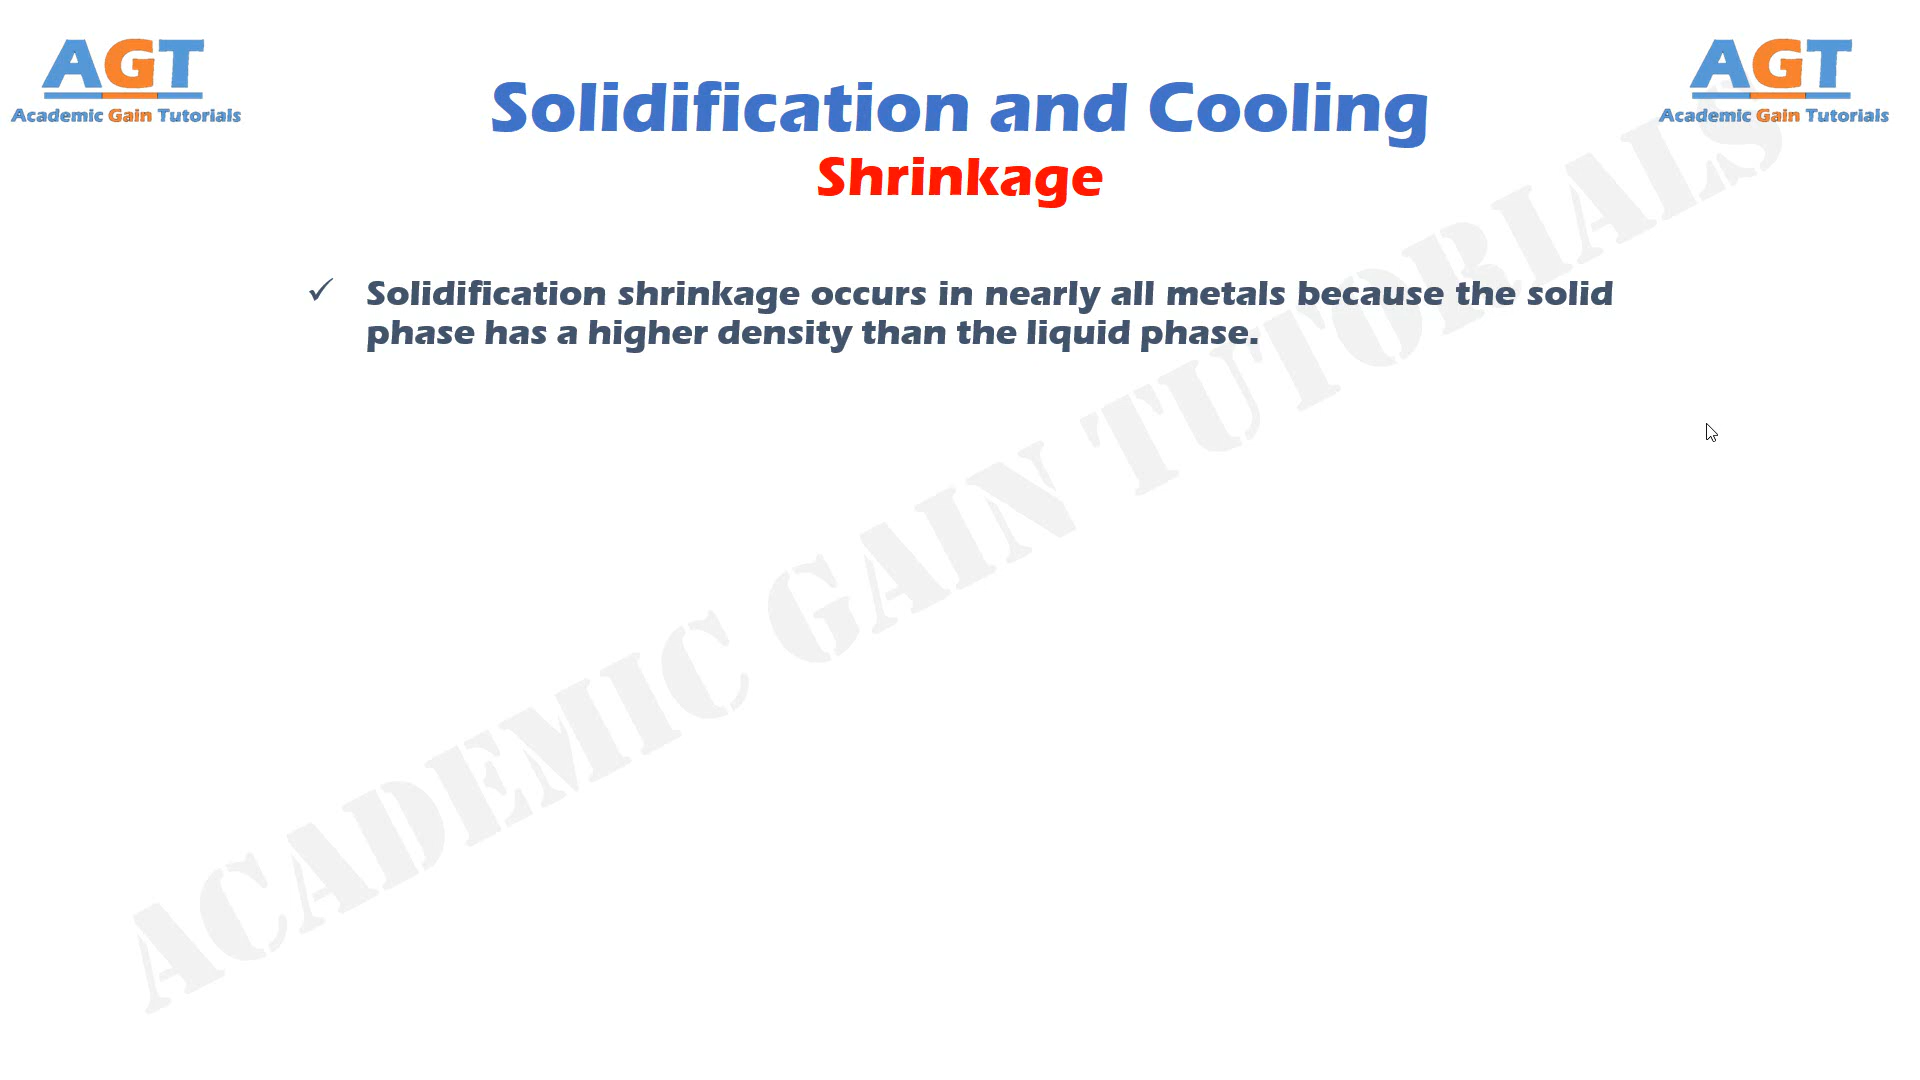 AGT
Academic Gain Tutorials
AGT
Academic Gain Tutorials
Solidification and Cooling
Shrinkage
✓ Solidification shrinkage occurs in nearly all metals because the solid
phase has a higher density than the liquid phase.
ACADEMIC GAIN TUTORIALS